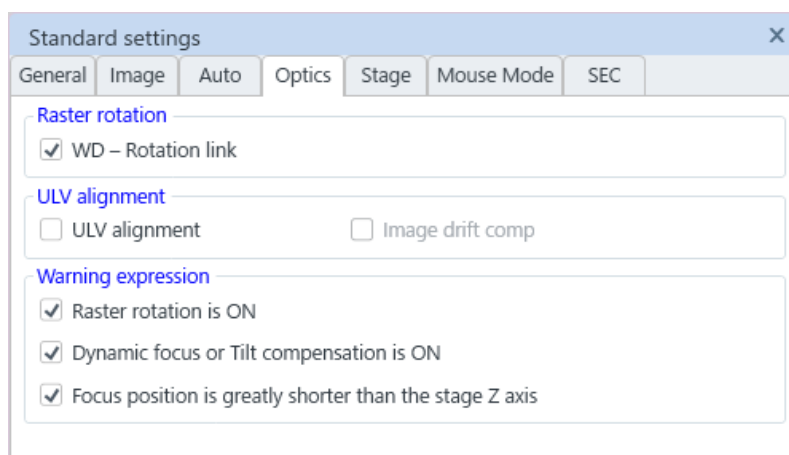 Standard settings
General Image Auto Optics Stage Mouse Mode SEC
Raster rotation
WD – Rotation link
ULV alignment
ULV alignment Image drift comp
Warning expression
Raster rotation is ON
Dynamic focus or Tilt compensation is ON
Focus position is greatly shorter than the stage Z axis